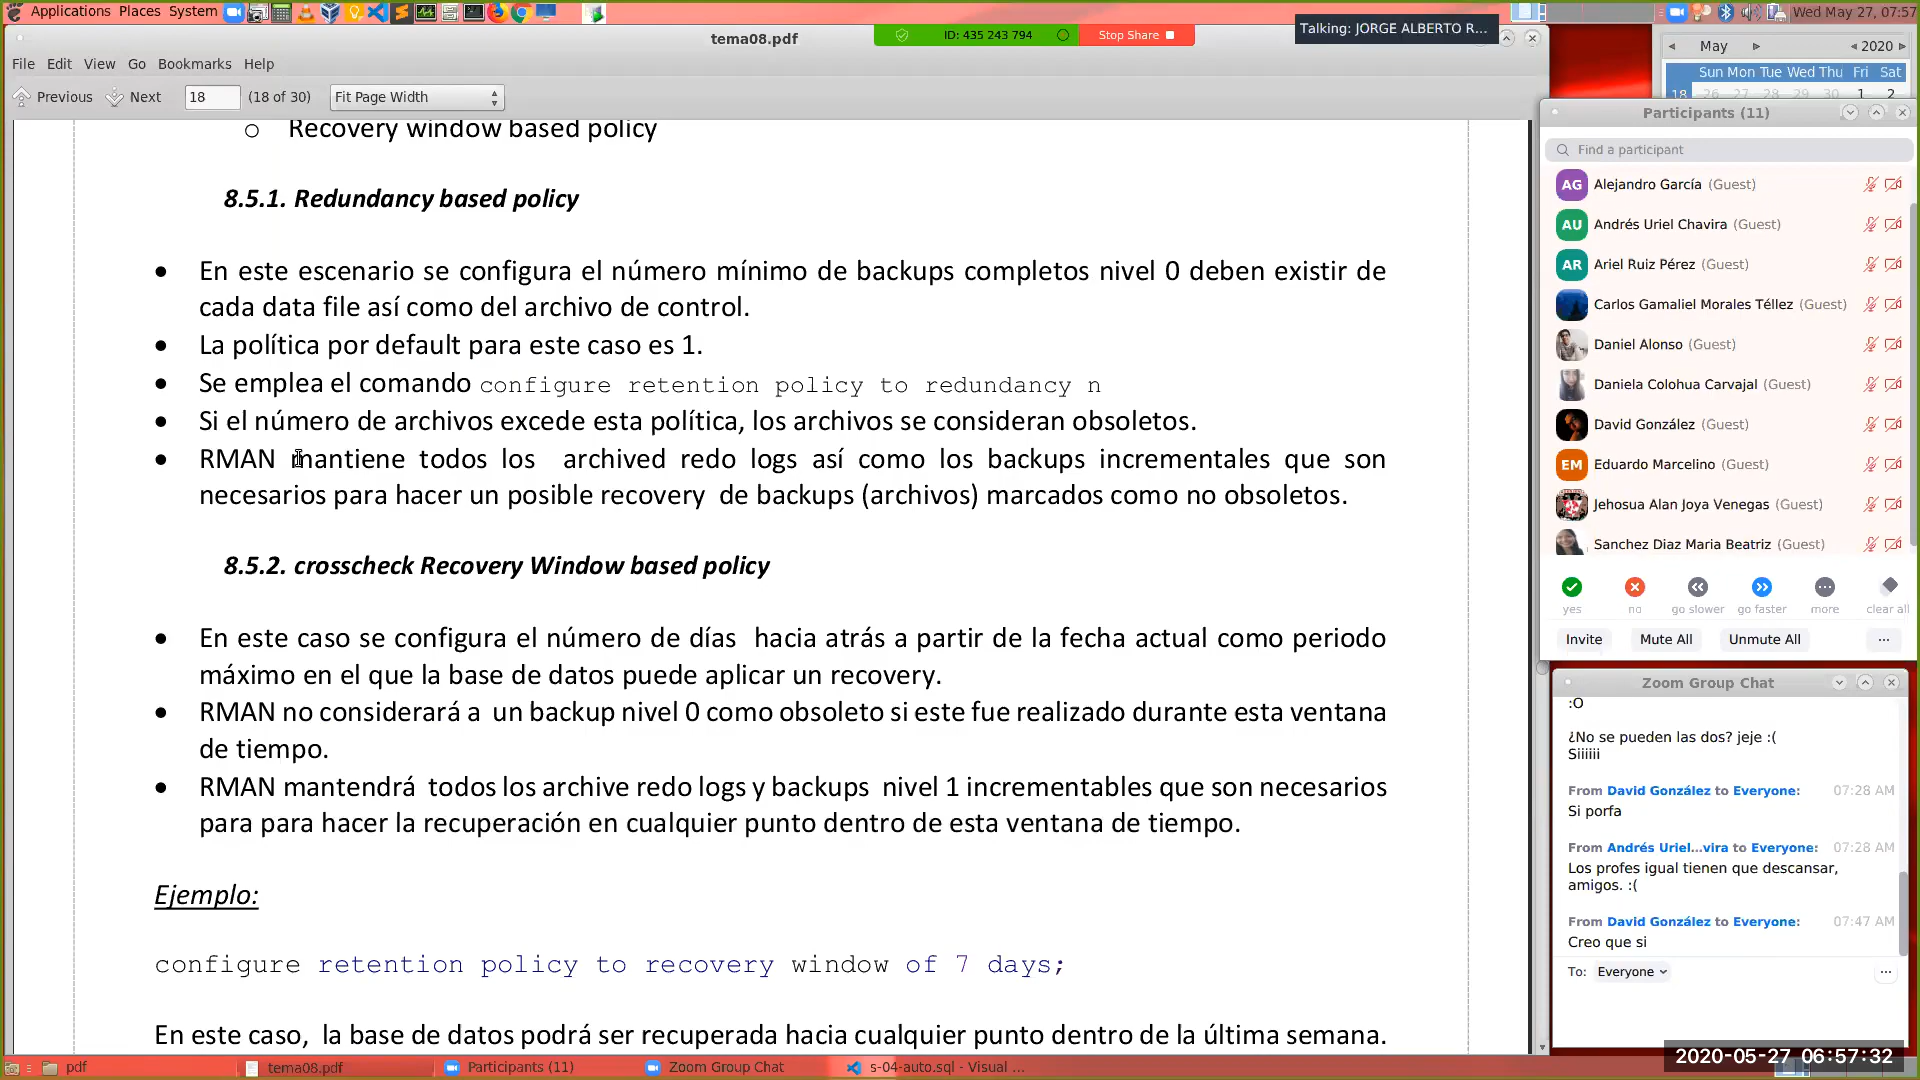 Applications Places System
Wed May 27, 07:57
tema08.pdf
ID: 435 243 794
Stop Share
Talking: JORGE ALBERTO R...
File Edit View Go Bookmarks Help
Previous Next 18 (18 of 30) Fit Page Width
o Recovery window based policy
8.5.1. Redundancy based policy
• En este escenario se configura el número mínimo de backups completos nivel 0 deben existir de
cada data file así como del archivo de control.
• La política por default para este caso es 1.
• Se emplea el comando configure retention policy to redundancy n
• Si el número de archivos excede esta política, los archivos se consideran obsoletos.
• RMAN mantiene todos los archived redo logs así como los backups incrementales que son
necesarios para hacer un posible recovery de backups (archivos) marcados como no obsoletos.
8.5.2. crosscheck Recovery Window based policy
• En este caso se configura el número de días hacia atrás a partir de la fecha actual como periodo
máximo en el que la base de datos puede aplicar un recovery.
• RMAN no considerará a un backup nivel 0 como obsoleto si este fue realizado durante esta ventana
de tiempo.
• RMAN mantendrá todos los archive redo logs y backups nivel 1 incrementables que son necesarios
para para hacer la recuperación en cualquier punto dentro de esta ventana de tiempo.
Ejemplo:
configure retention policy to recovery window of 7 days;
En este caso, la base de datos podrá ser recuperada hacia cualquier punto dentro de la última semana.
May 2020
Sun Mon Tue Wed Thu Fri Sat
18 26 27 28 29 30 1 2
Participants (11)
Find a participant
AG Alejandro García (Guest)
AU Andrés Uriel Chavira (Guest)
AR Ariel Ruiz Pérez (Guest)
Carlos Gamaliel Morales Téllez (Guest)
Daniel Alonso (Guest)
Daniela Colohua Carvajal (Guest)
David González (Guest)
EM Eduardo Marcelino (Guest)
Jehosua Alan Joya Venegas (Guest)
Sanchez Diaz Maria Beatriz (Guest)
yes no go slower go faster more clear all
Invite Mute All Unmute All ...
Zoom Group Chat
:O
¿No se pueden las dos? jeje :(
Siiiiii
From David González to Everyone: 07:28 AM
Si porfa
From Andrés Uriel...vira to Everyone: 07:28 AM
Los profes igual tienen que descansar,
amigos. :(
From David González to Everyone: 07:47 AM
Creo que si
To: Everyone ...
2020-05-27 06:57:32
pdf tema08.pdf Participants (11) Zoom Group Chat s-04-auto.sql - Visual ...